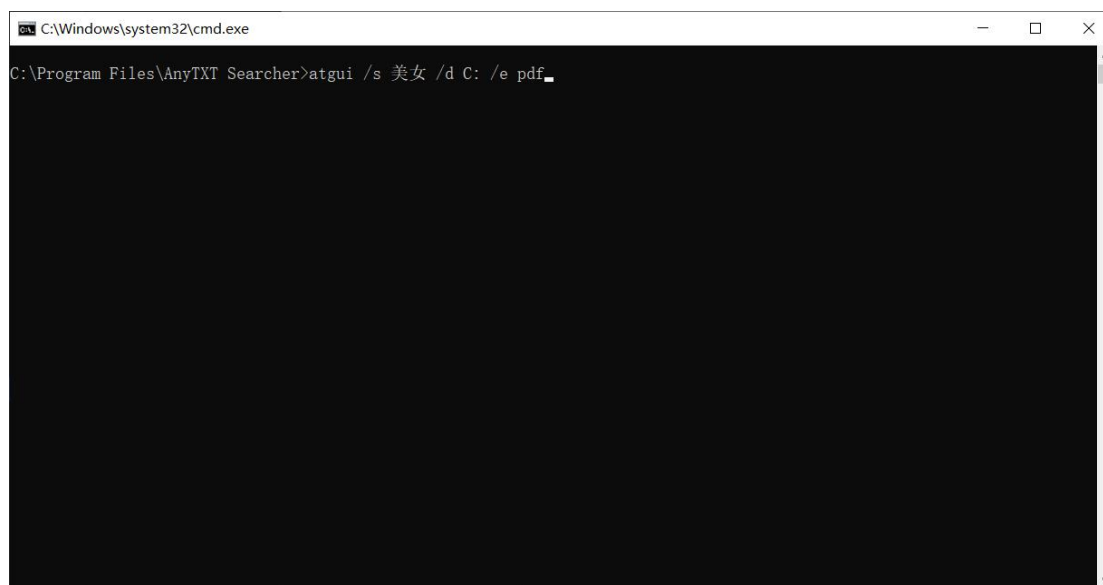 C:\Windows\system32\cmd.exe
C:\Program Files\AnyTXT Searcher>atgui /s 美女 /d C: /e pdf